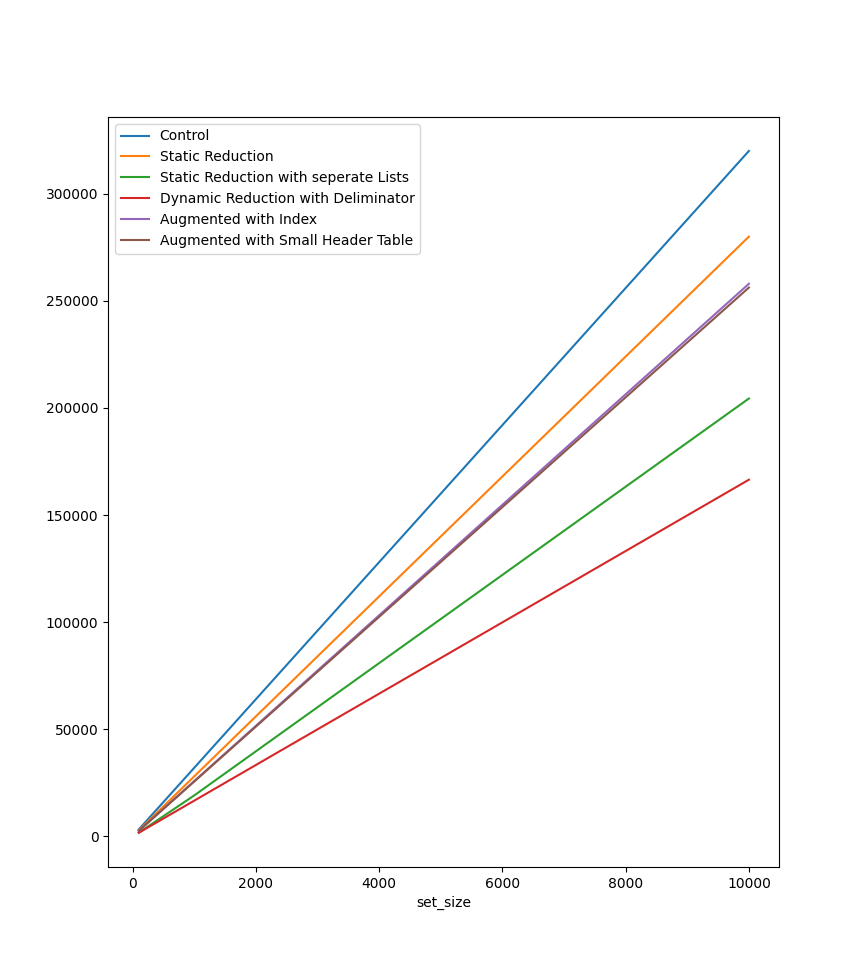 Control
Static Reduction
Static Reduction with seperate Lists
Dynamic Reduction with Deliminator
Augmented with Index
Augmented with Small Header Table
300000
250000
200000
150000
100000
50000
0
0 2000 4000 6000 8000 10000
set_size